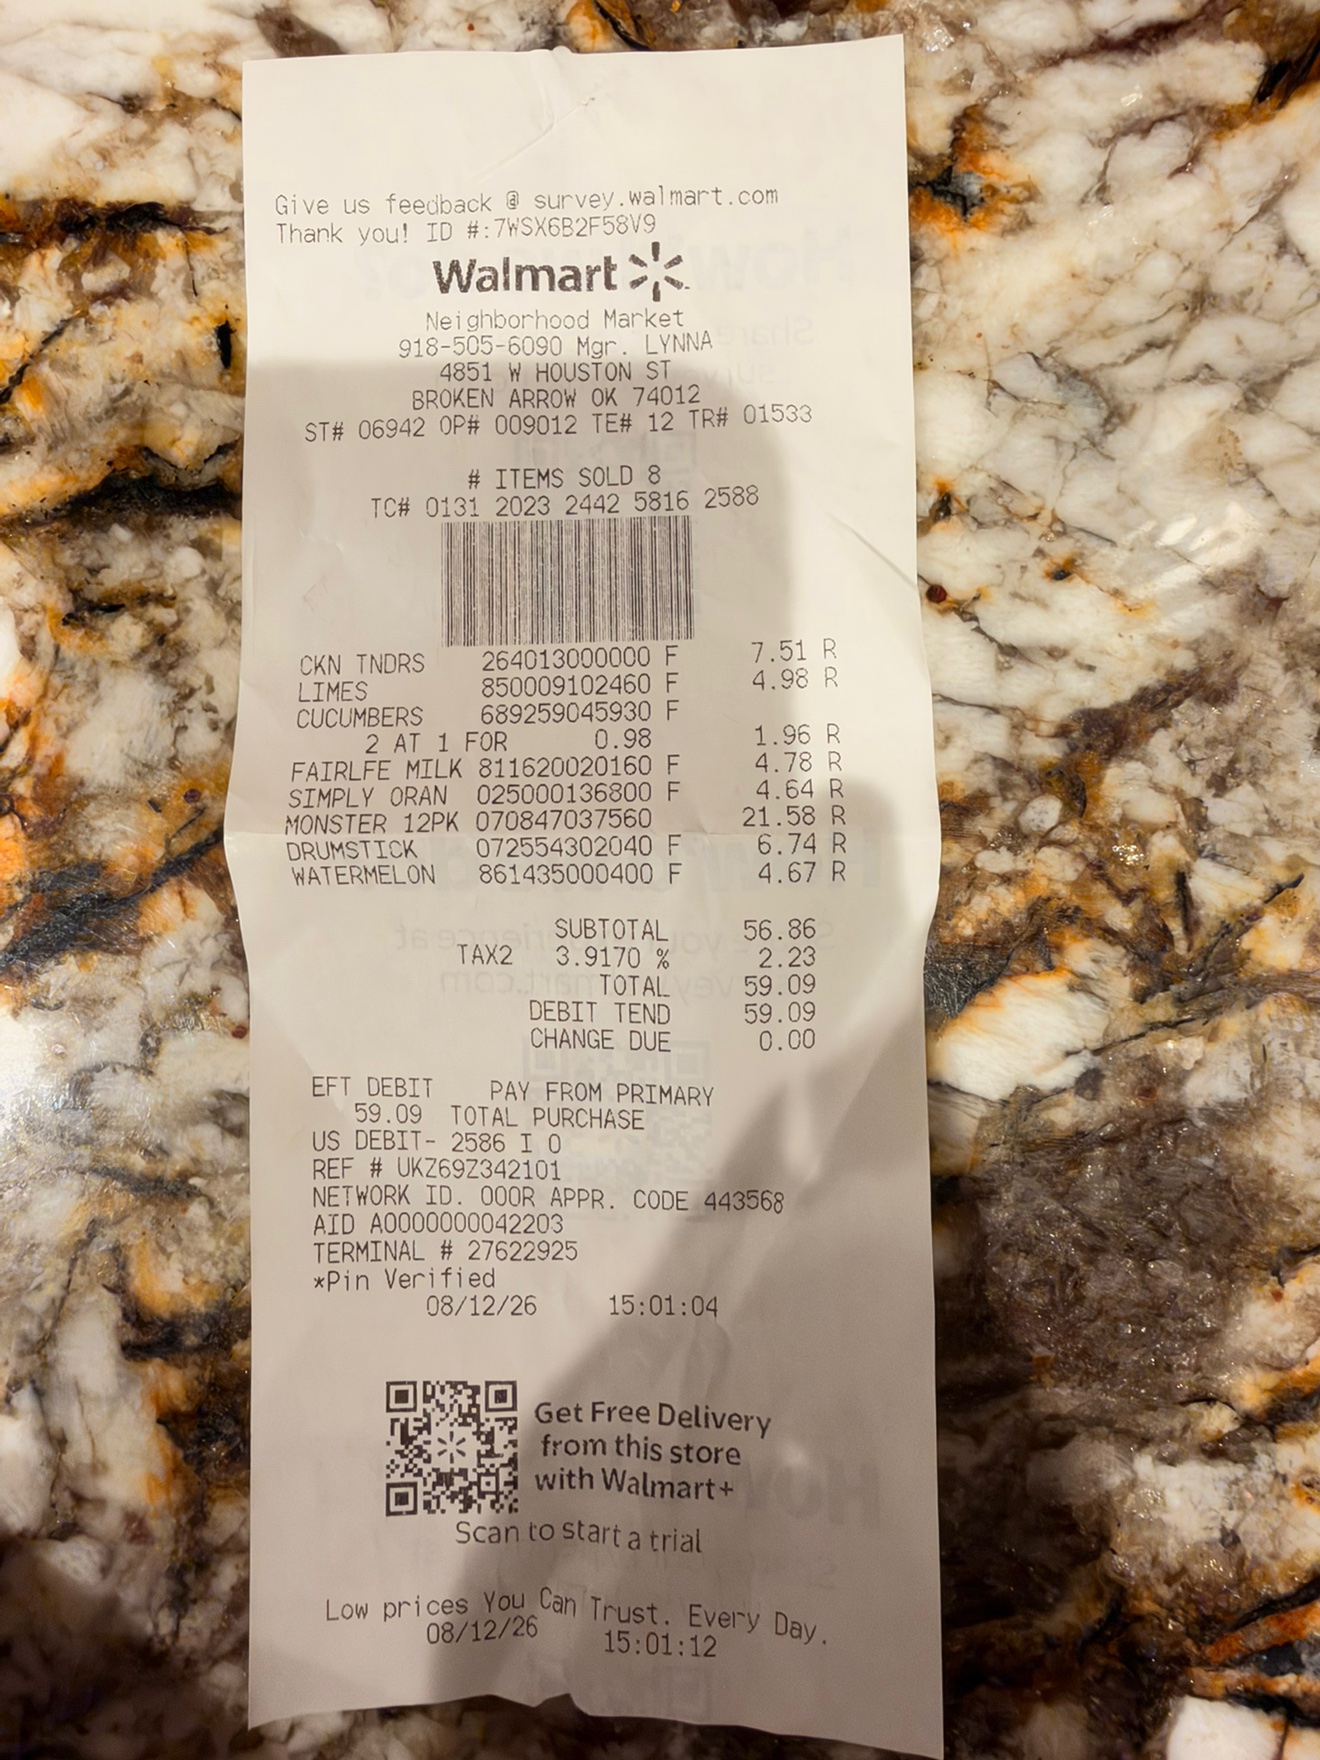 Give us feedback @ survey.walmart.com
Thank you! ID #:7WSX6B2F58V9
Walmart
Neighborhood Market
918-505-6090 Mgr. LYNNA
4851 W HOUSTON ST
BROKEN ARROW OK 74012
ST# 06942 OP# 009012 TE# 12 TR# 01533
# ITEMS SOLD 8
TC# 0131 2023 2442 5816 2588
CKN TNDRS 264013000000 F 7.51 R
LIMES 850009102460 F 4.98 R
CUCUMBERS 689259045930 F
2 AT 1 FOR 0.98 1.96 R
FAIRLFE MILK 811620020160 F 4.78 R
SIMPLY ORAN 025000136800 F 4.64 R
MONSTER 12PK 070847037560 21.58 R
DRUMSTICK 072554302040 F 6.74 R
WATERMELON 861435000400 F 4.67 R
SUBTOTAL 56.86
TAX2 3.9170 % 2.23
TOTAL 59.09
DEBIT TEND 59.09
CHANGE DUE 0.00
EFT DEBIT PAY FROM PRIMARY
59.09 TOTAL PURCHASE
US DEBIT- 2586 I 0
REF # UKZ69Z342101
NETWORK ID. 000R APPR. CODE 443568
AID A0000000042203
TERMINAL # 27622925
*Pin Verified
08/12/26 15:01:04
Get Free Delivery
from this store
with Walmart+
Scan to start a trial
Low prices You Can Trust. Every Day.
08/12/26 15:01:12